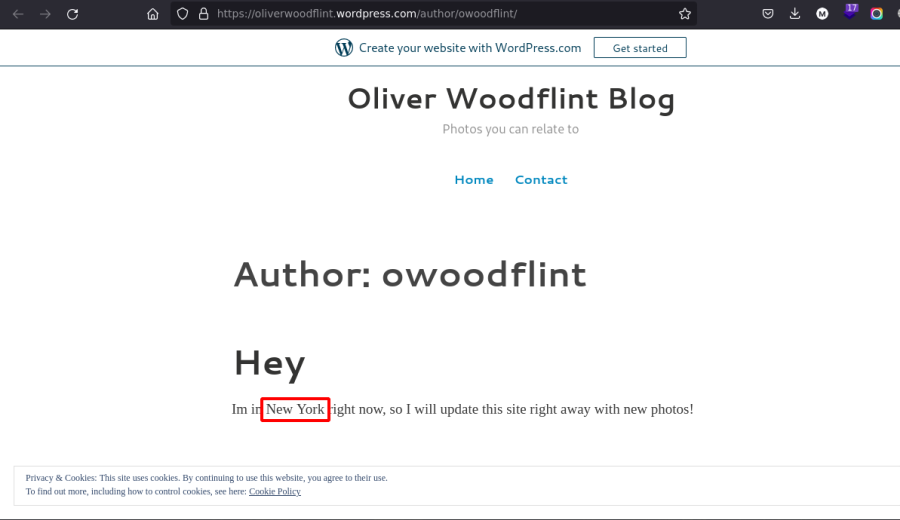 https://oliverwoodflint.wordpress.com/author/owoodflint/
17
M
Create your website with WordPress.com
Get started
Oliver Woodflint Blog
Photos you can relate to
Home Contact
Author: owoodflint
Hey
Im in New York right now, so I will update this site right away with new photos!
Privacy & Cookies: This site uses cookies. By continuing to use this website, you agree to their use.
To find out more, including how to control cookies, see here: Cookie Policy